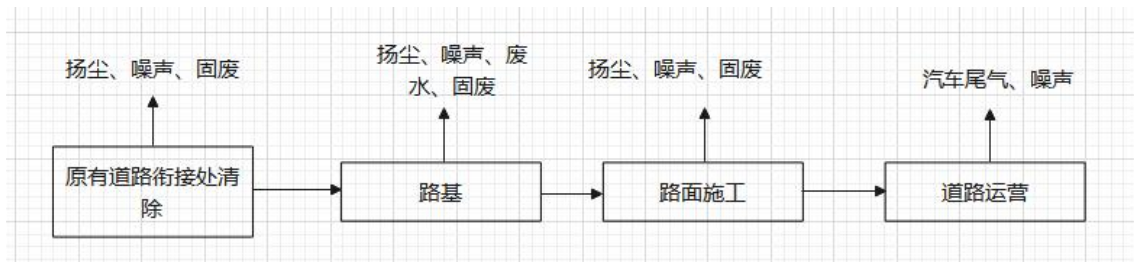 扬尘、噪声、固废
扬尘、噪声、废
水、固废
扬尘、噪声、固废
汽车尾气、噪声
原有道路衔接处清
除
路基
路面施工
道路运营